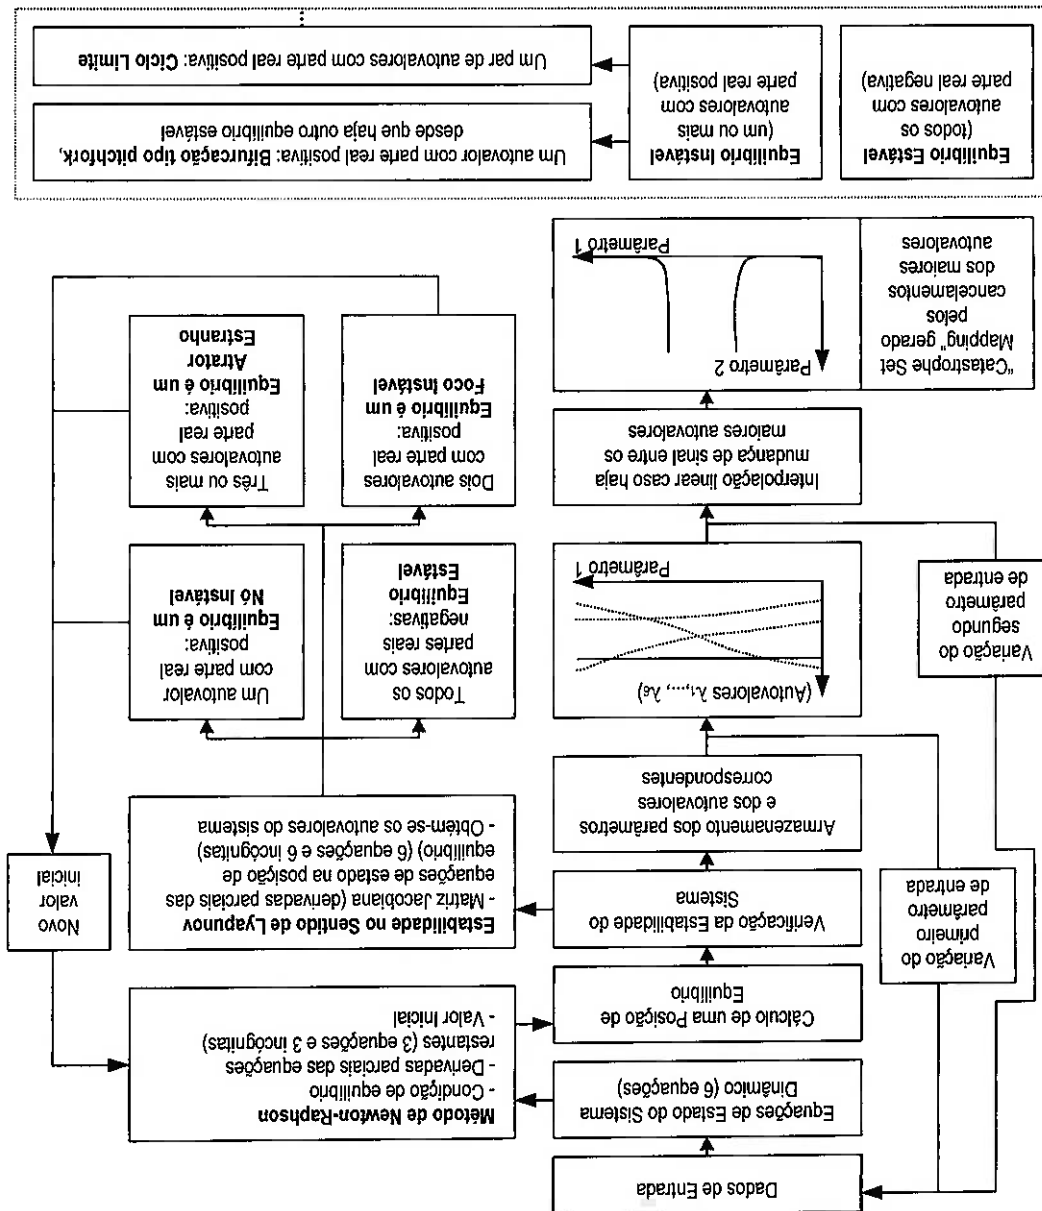 Dados de Entrada
Equações de Estado do Sistema
Dinâmico (6 equações)
Método de Newton-Raphson
- Condição de equilíbrio
- Derivadas parciais das equações
restantes (3 equações e 3 incógnitas)
- Valor Inicial
Cálculo de uma Posição de
Equilíbrio
Variação do
primeiro
parâmetro
de entrada
Verificação da Estabilidade do
Sistema
Estabilidade no Sentido de Lyapunov
- Matriz Jacobiana (derivadas parciais das
equações de estado na posição de
equilíbrio) (6 equações e 6 incógnitas)
- Obtém-se os autovalores do sistema
Novo
valor
inicial
Armazenamento dos parâmetros
e dos autovalores
correspondentes
(Autovalores λ1,..., λ6)
Parâmetro 1
Todos os
autovalores com
partes reais
negativas:
Equilíbrio
Estável
Um autovalor
com parte real
positiva:
Equilíbrio é um
Nó Instável
Variação do
segundo
parâmetro
de entrada
Interpolação linear caso haja
mudança de sinal entre os
maiores autovalores
Dois autovalores
com parte real
positiva:
Equilíbrio é um
Foco Instável
Três ou mais
autovalores com
parte real
positiva:
Equilíbrio é um
Atrator
Estranho
"Catastrophe Set
Mapping" gerado
pelos
cancelamentos
dos maiores
autovalores
Parâmetro 2
Parâmetro 1
Equilíbrio Estável
(todos os
autovalores com
parte real negativa)
Equilíbrio Instável
(um ou mais
autovalores com
parte real positiva)
Um autovalor com parte real positiva: Bifurcação tipo pitchfork,
desde que haja outro equilíbrio estável
Um par de autovalores com parte real positiva: Ciclo Limite